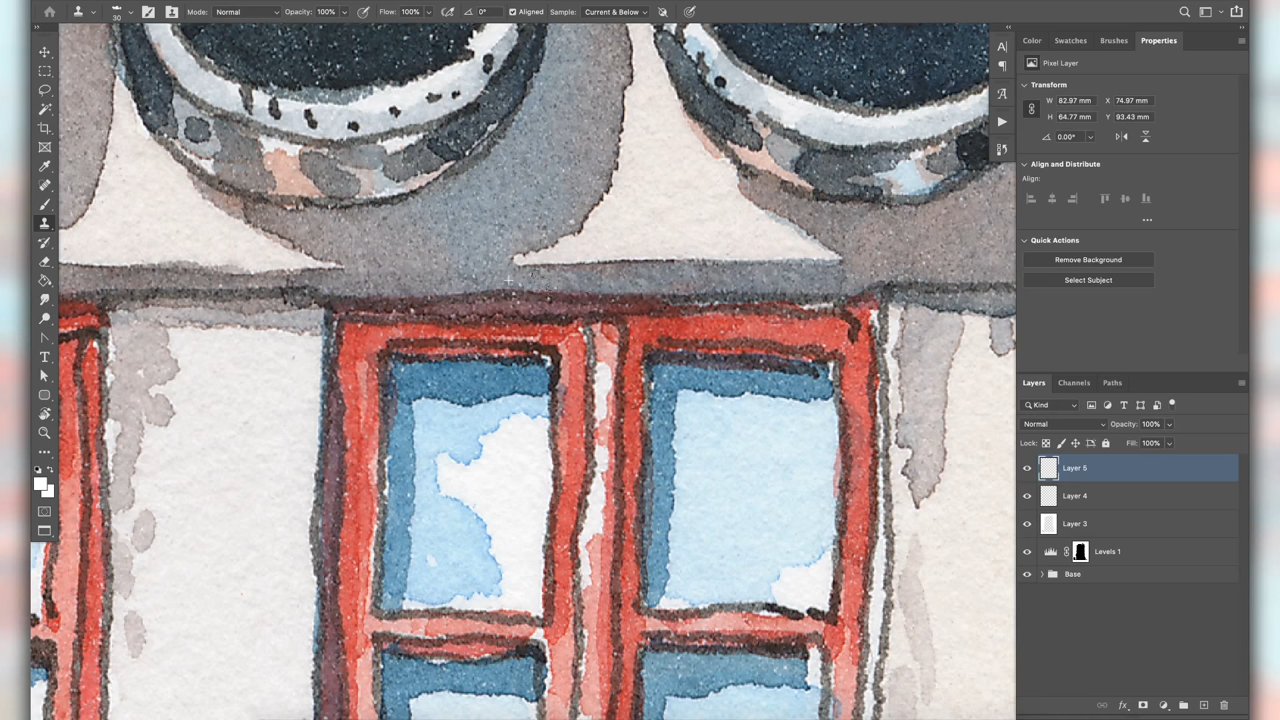 30
Mode: Normal Opacity: 100% Flow: 100% 0° Aligned Sample: Current & Below
Color Swatches Brushes Properties
Pixel Layer
Transform
W 82.97 mm X 74.97 mm
H 64.77 mm Y 93.43 mm
0.00°
Align and Distribute
Align:
Quick Actions
Remove Background
Select Subject
Layers Channels Paths
Kind
Normal Opacity: 100%
Lock: Fill: 100%
Layer 5
Layer 4
Layer 3
Levels 1
Base
fx